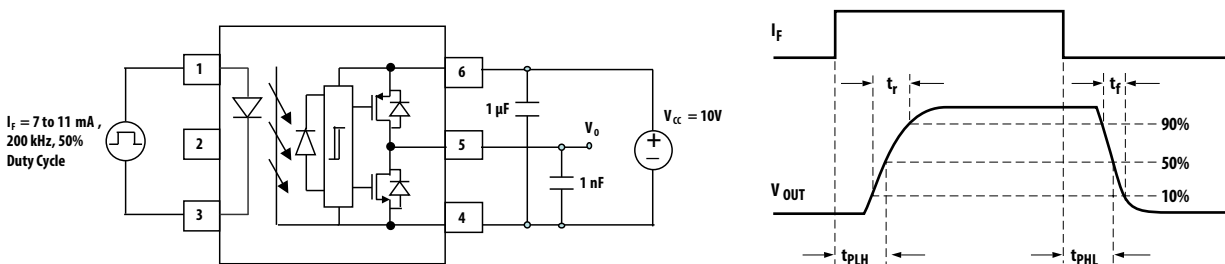 I_F = 7 to 11 mA ,
200 kHz, 50%
Duty Cycle
1
2
3
6
5
4
1 µF
V_o
1 nF
V_CC = 10V
I_F
t_r
t_f
90%
50%
10%
V_OUT
t_PLH
t_PHL